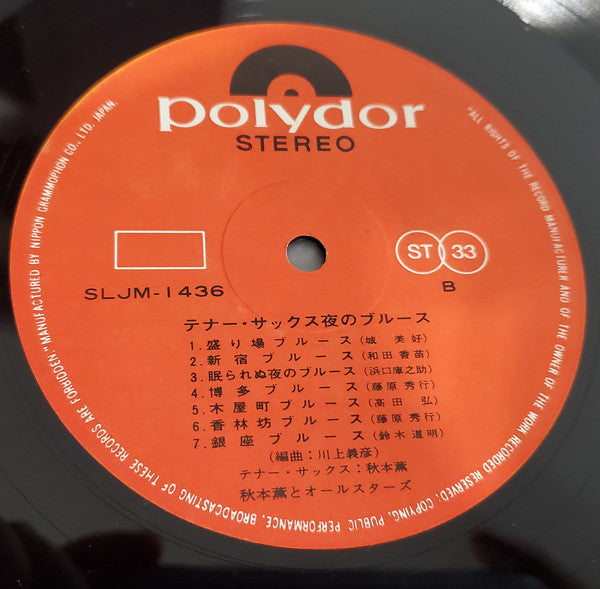 polydor
STEREO
SLJM-1436
ST 33
B
テナー・サックス夜のブルース
1. 盛り場ブルース (城 美好)
2. 新宿ブルース (和田香苗)
3. 眠られぬ夜のブルース (浜口庫之助)
4. 博多ブルース (藤原秀行)
5. 木屋町ブルース (高田 弘)
6. 香林坊ブルース (藤原秀行)
7. 銀座ブルース (鈴木道明)
(編曲:川上義彦)
テナー・サックス:秋本薫
秋本薫とオールスターズ
"ALL RIGHTS OF THE RECORD MANUFACTURER AND OF THE OWNER OF THE WORK RECORDED RESERVED. COPYING, PUBLIC PERFORMANCE, BROADCASTING OF THESE RECORDS ARE FORBIDDEN" MANUFACTURED BY NIPPON GRAMMOPHON CO., LTD. JAPAN.